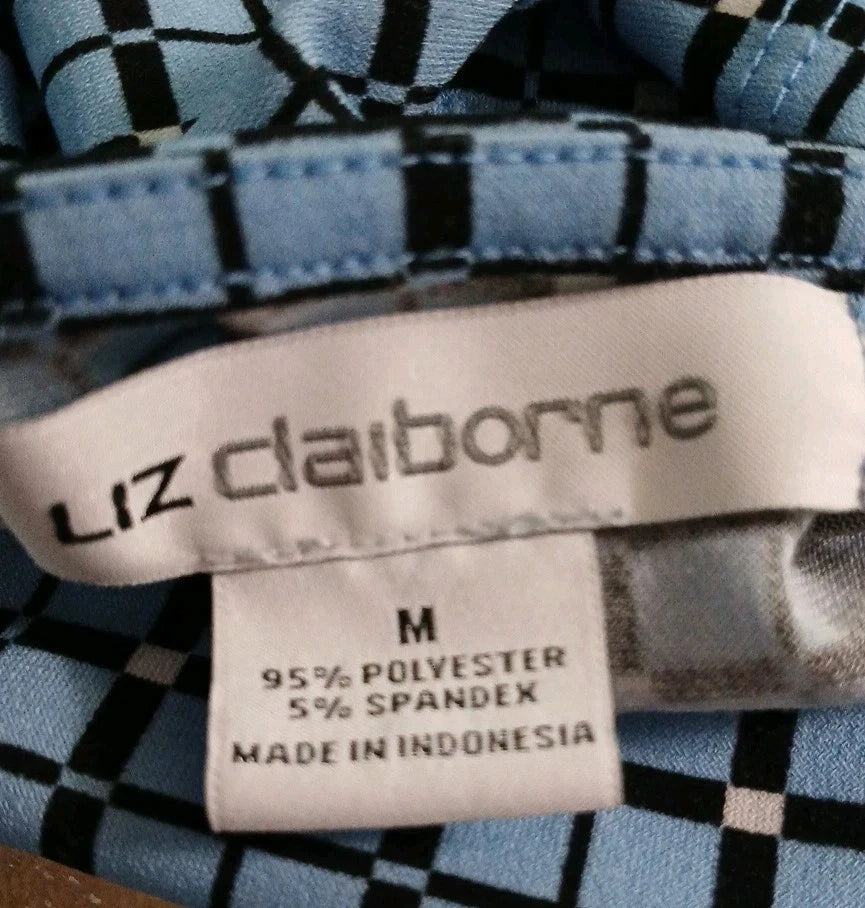 LIZ claiborne
M
95% POLYESTER
5% SPANDEX
MADE IN INDONESIA